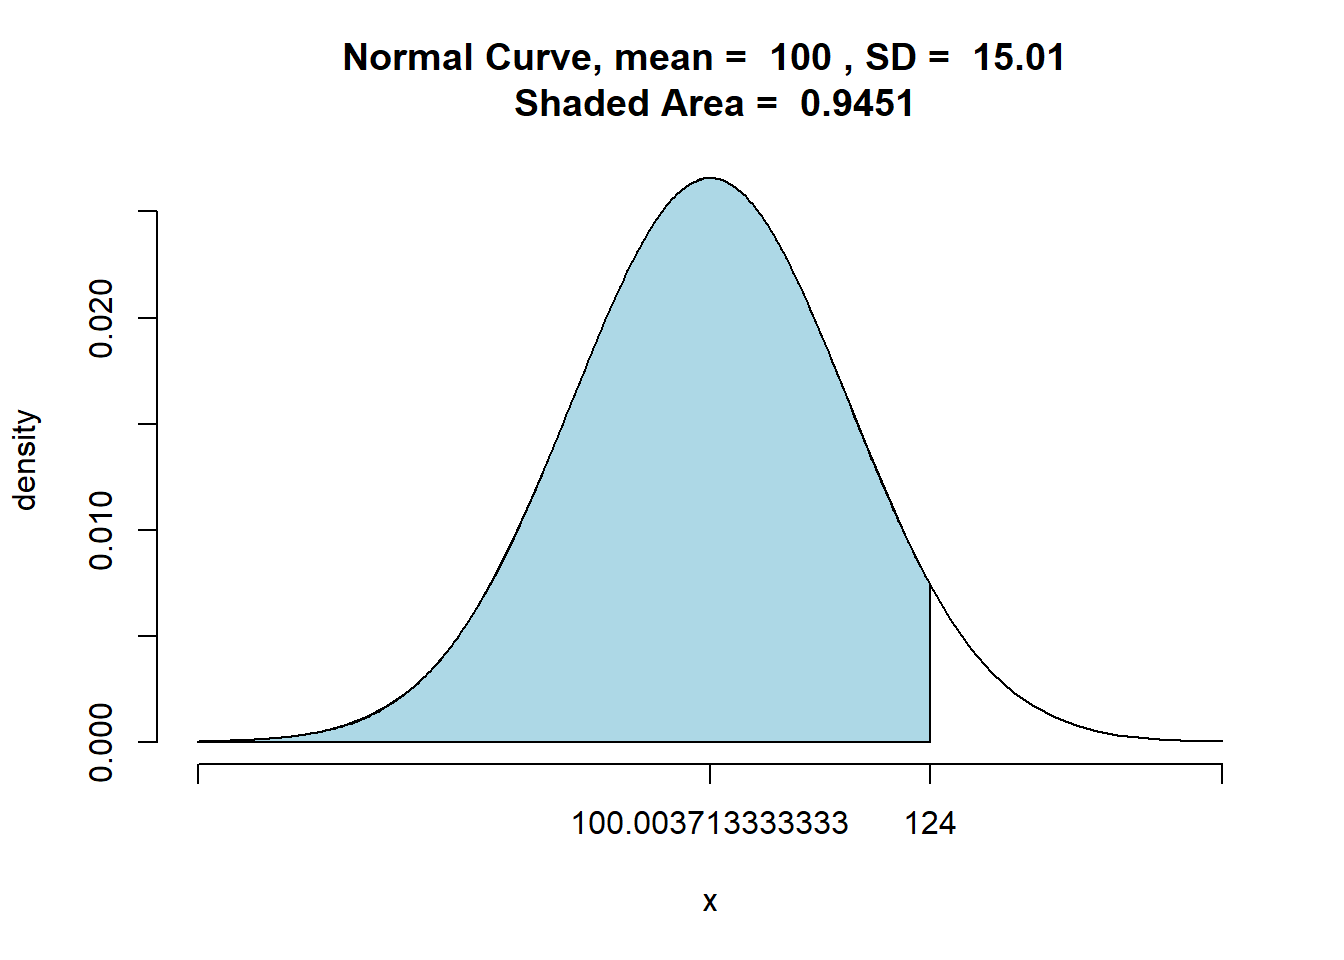 Normal Curve, mean =  100 , SD =  15.01
Shaded Area =  0.9451
density
0.020
0.010
0.000
100.003713333333
124
x